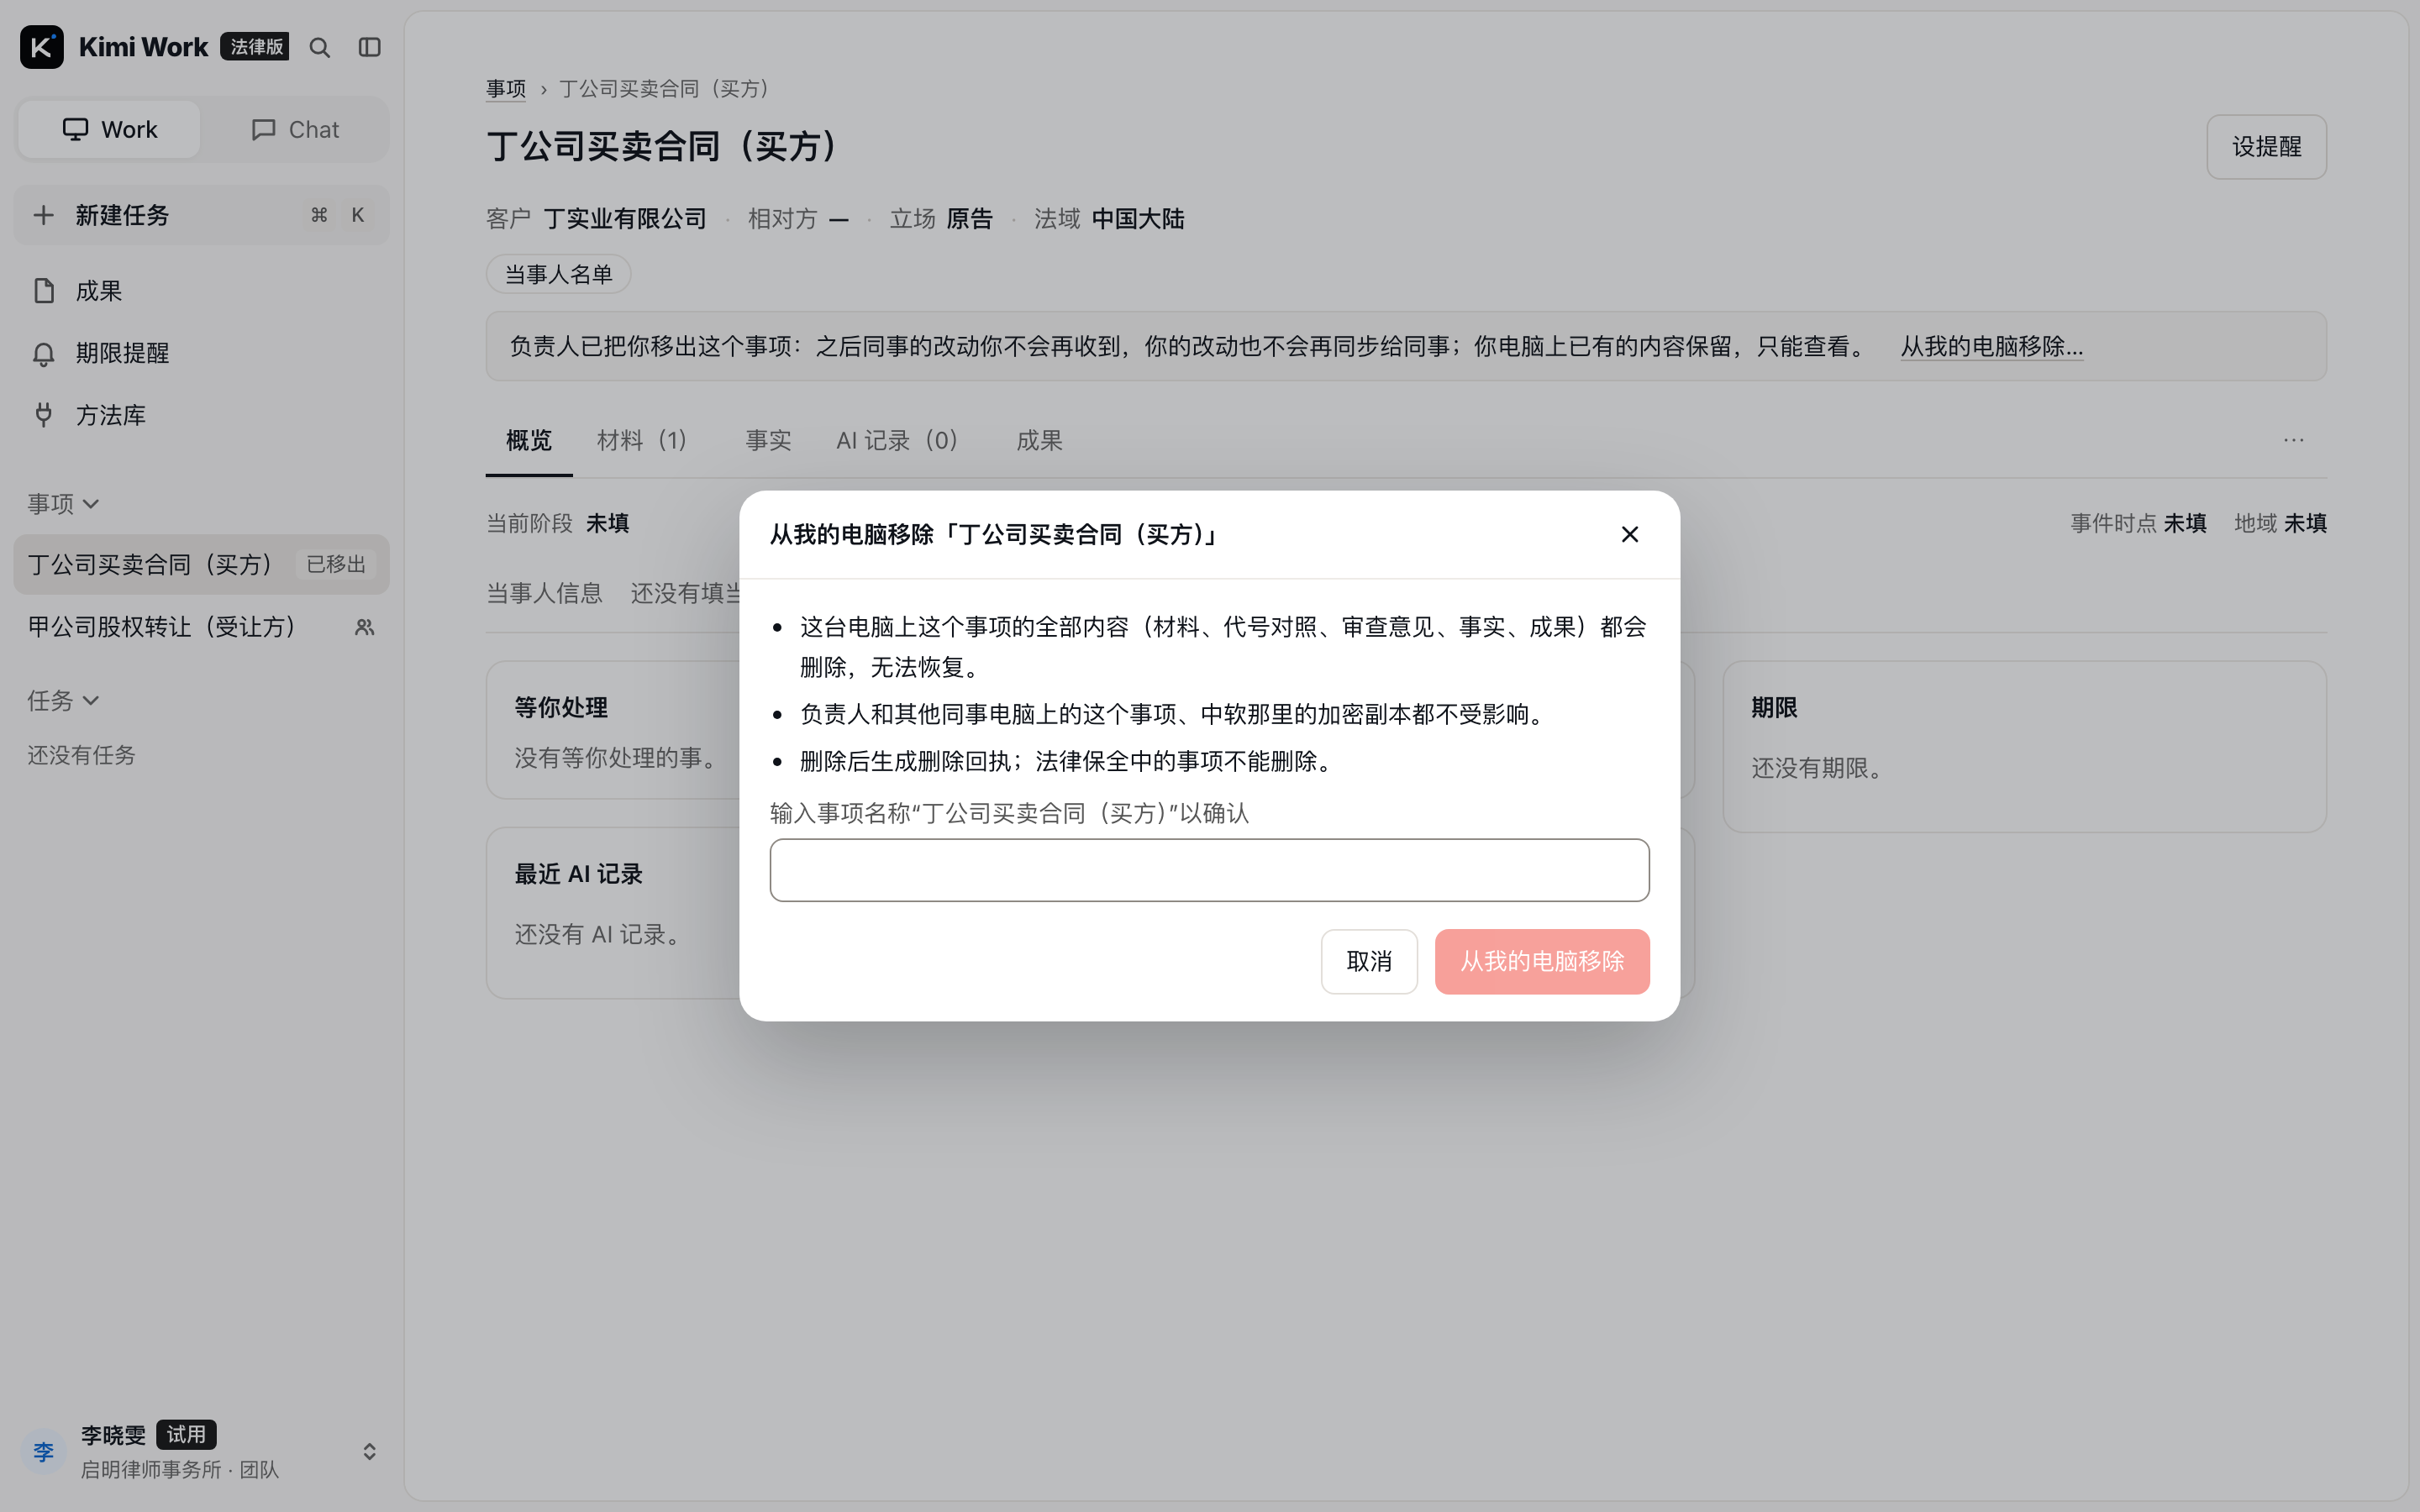 Kimi Work 法律版
Work
Chat
新建任务 ⌘ K
成果
期限提醒
方法库
事项
丁公司买卖合同（买方） 已移出
甲公司股权转让（受让方）
任务
还没有任务
李
李晓雯 试用
启明律师事务所 · 团队
事项 › 丁公司买卖合同（买方）
丁公司买卖合同（买方）
设提醒
客户 丁实业有限公司 · 相对方 — · 立场 原告 · 法域 中国大陆
当事人名单
负责人已把你移出这个事项：之后同事的改动你不会再收到，你的改动也不会再同步给同事；你电脑上已有的内容保留，只能查看。 从我的电脑移除...
概览 材料（1） 事实 AI 记录（0） 成果 ···
当前阶段 未填
事件时点 未填 地域 未填
当事人信息 还没有填当
等你处理
没有等你处理的事。
期限
还没有期限。
最近 AI 记录
还没有 AI 记录。
从我的电脑移除「丁公司买卖合同（买方）」
• 这台电脑上这个事项的全部内容（材料、代号对照、审查意见、事实、成果）都会
删除，无法恢复。
• 负责人和其他同事电脑上的这个事项、中软那里的加密副本都不受影响。
• 删除后生成删除回执；法律保全中的事项不能删除。
输入事项名称“丁公司买卖合同（买方）”以确认
取消
从我的电脑移除